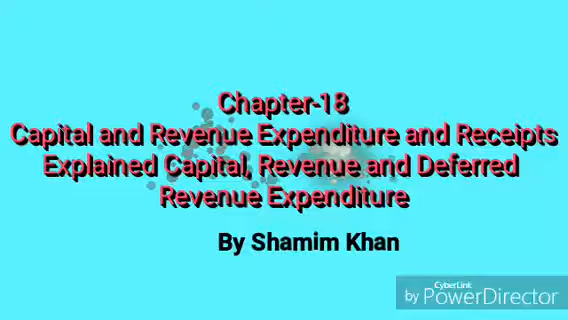 Chapter-18
Capital and Revenue Expenditure and Receipts
Explained Capital, Revenue and Deferred
Revenue Expenditure
By Shamim Khan
CyberLink
by PowerDirector